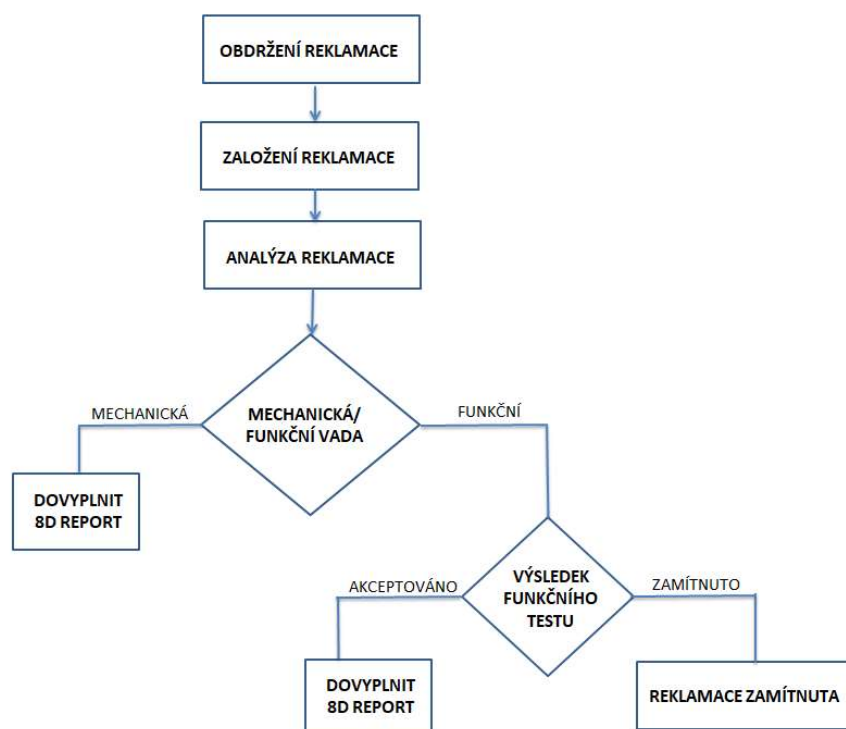 OBDRŽENÍ REKLAMACE
ZALOŽENÍ REKLAMACE
ANALÝZA REKLAMACE
MECHANICKÁ
MECHANICKÁ/
FUNKČNÍ VADA
FUNKČNÍ
DOVYPLNIT
8D REPORT
AKCEPTOVÁNO
VÝSLEDEK
FUNKČNÍHO
TESTU
ZAMÍTNUTO
DOVYPLNIT
8D REPORT
REKLAMACE ZAMÍTNUTA